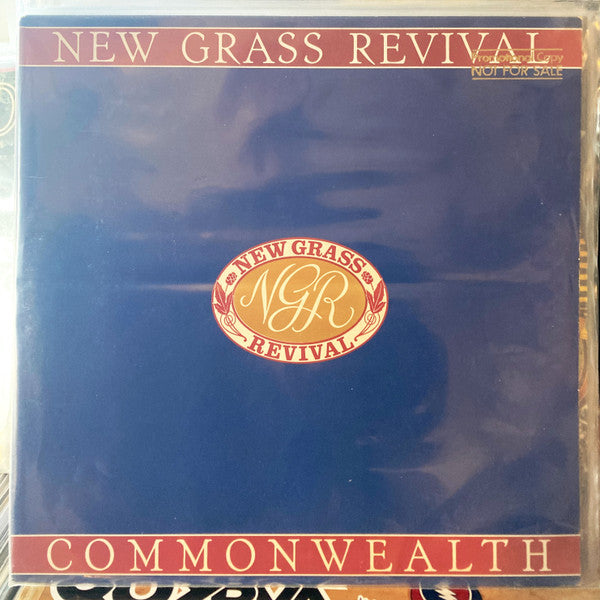 NEW GRASS REVIVAL
Promotional Copy
NOT FOR SALE
NEW GRASS
NGR
REVIVAL
COMMONWEALTH